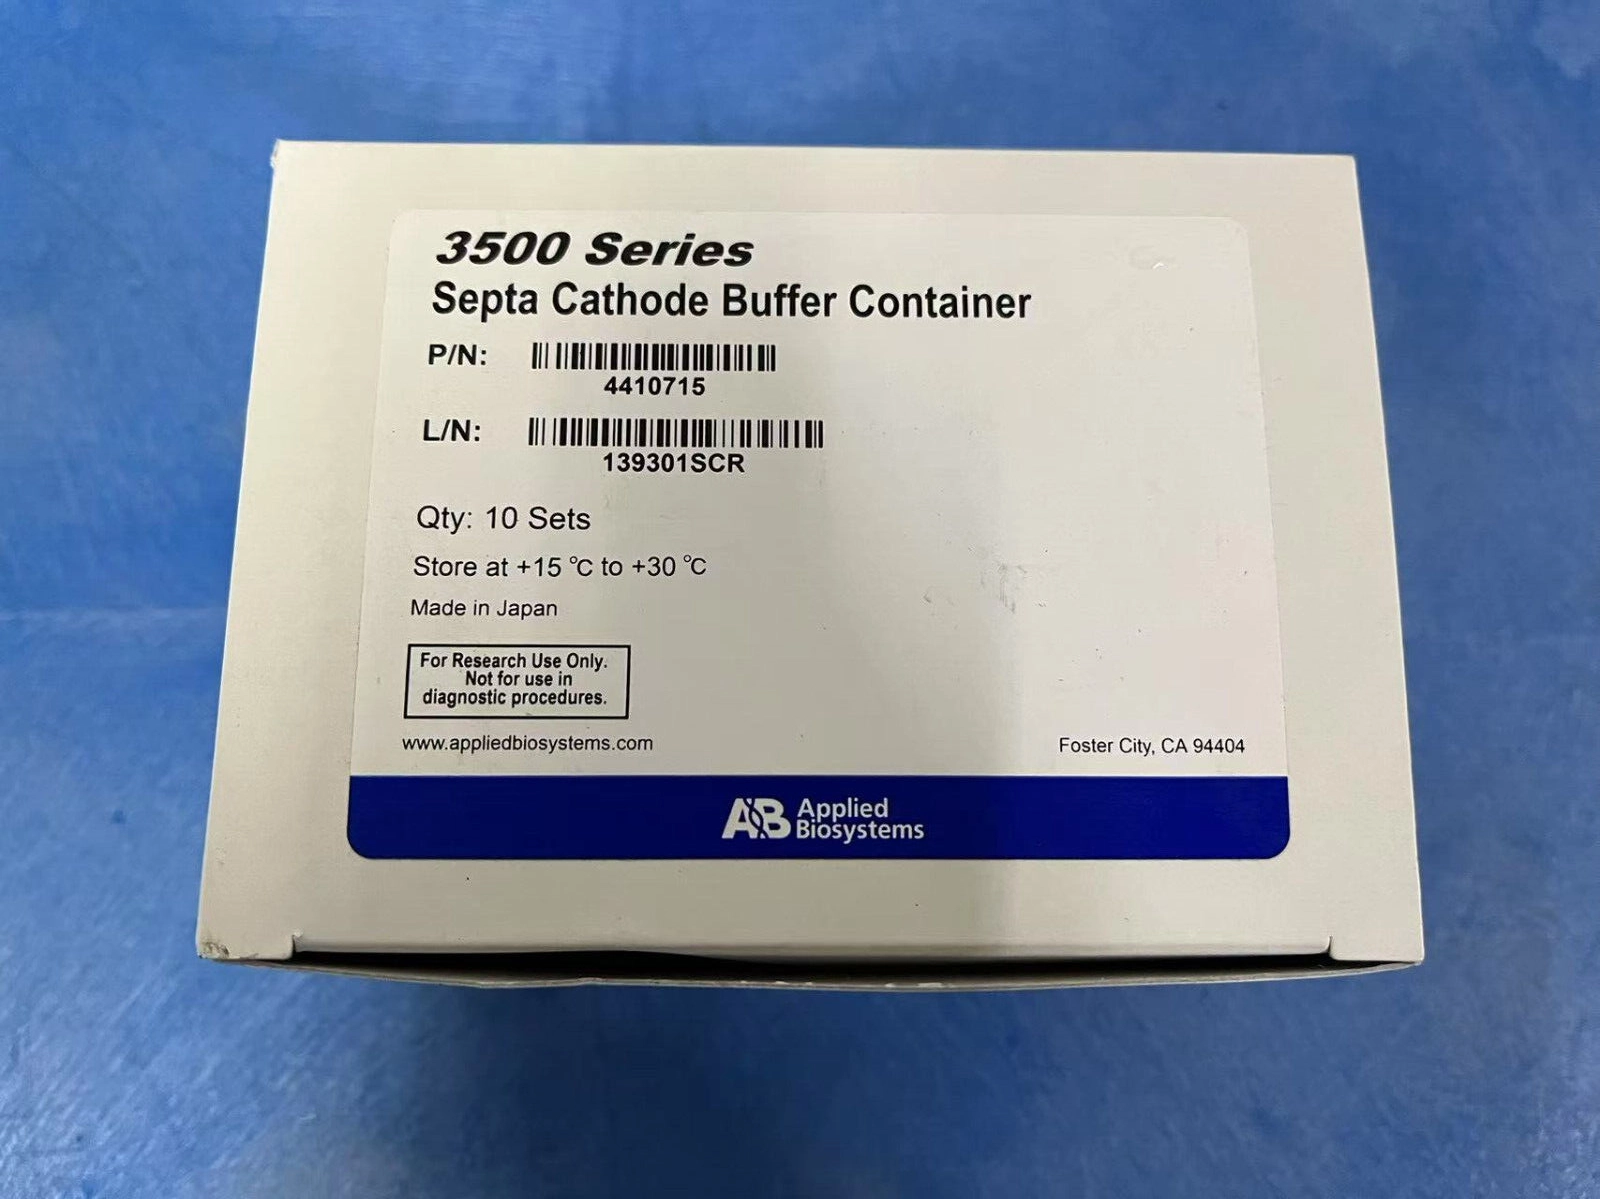 3500 Series
Septa Cathode Buffer Container
P/N:
4410715
L/N:
139301SCR
Qty: 10 Sets
Store at +15 °C to +30 °C
Made in Japan
For Research Use Only.
Not for use in
diagnostic procedures.
www.appliedbiosystems.com
Foster City, CA 94404
AB Applied
Biosystems